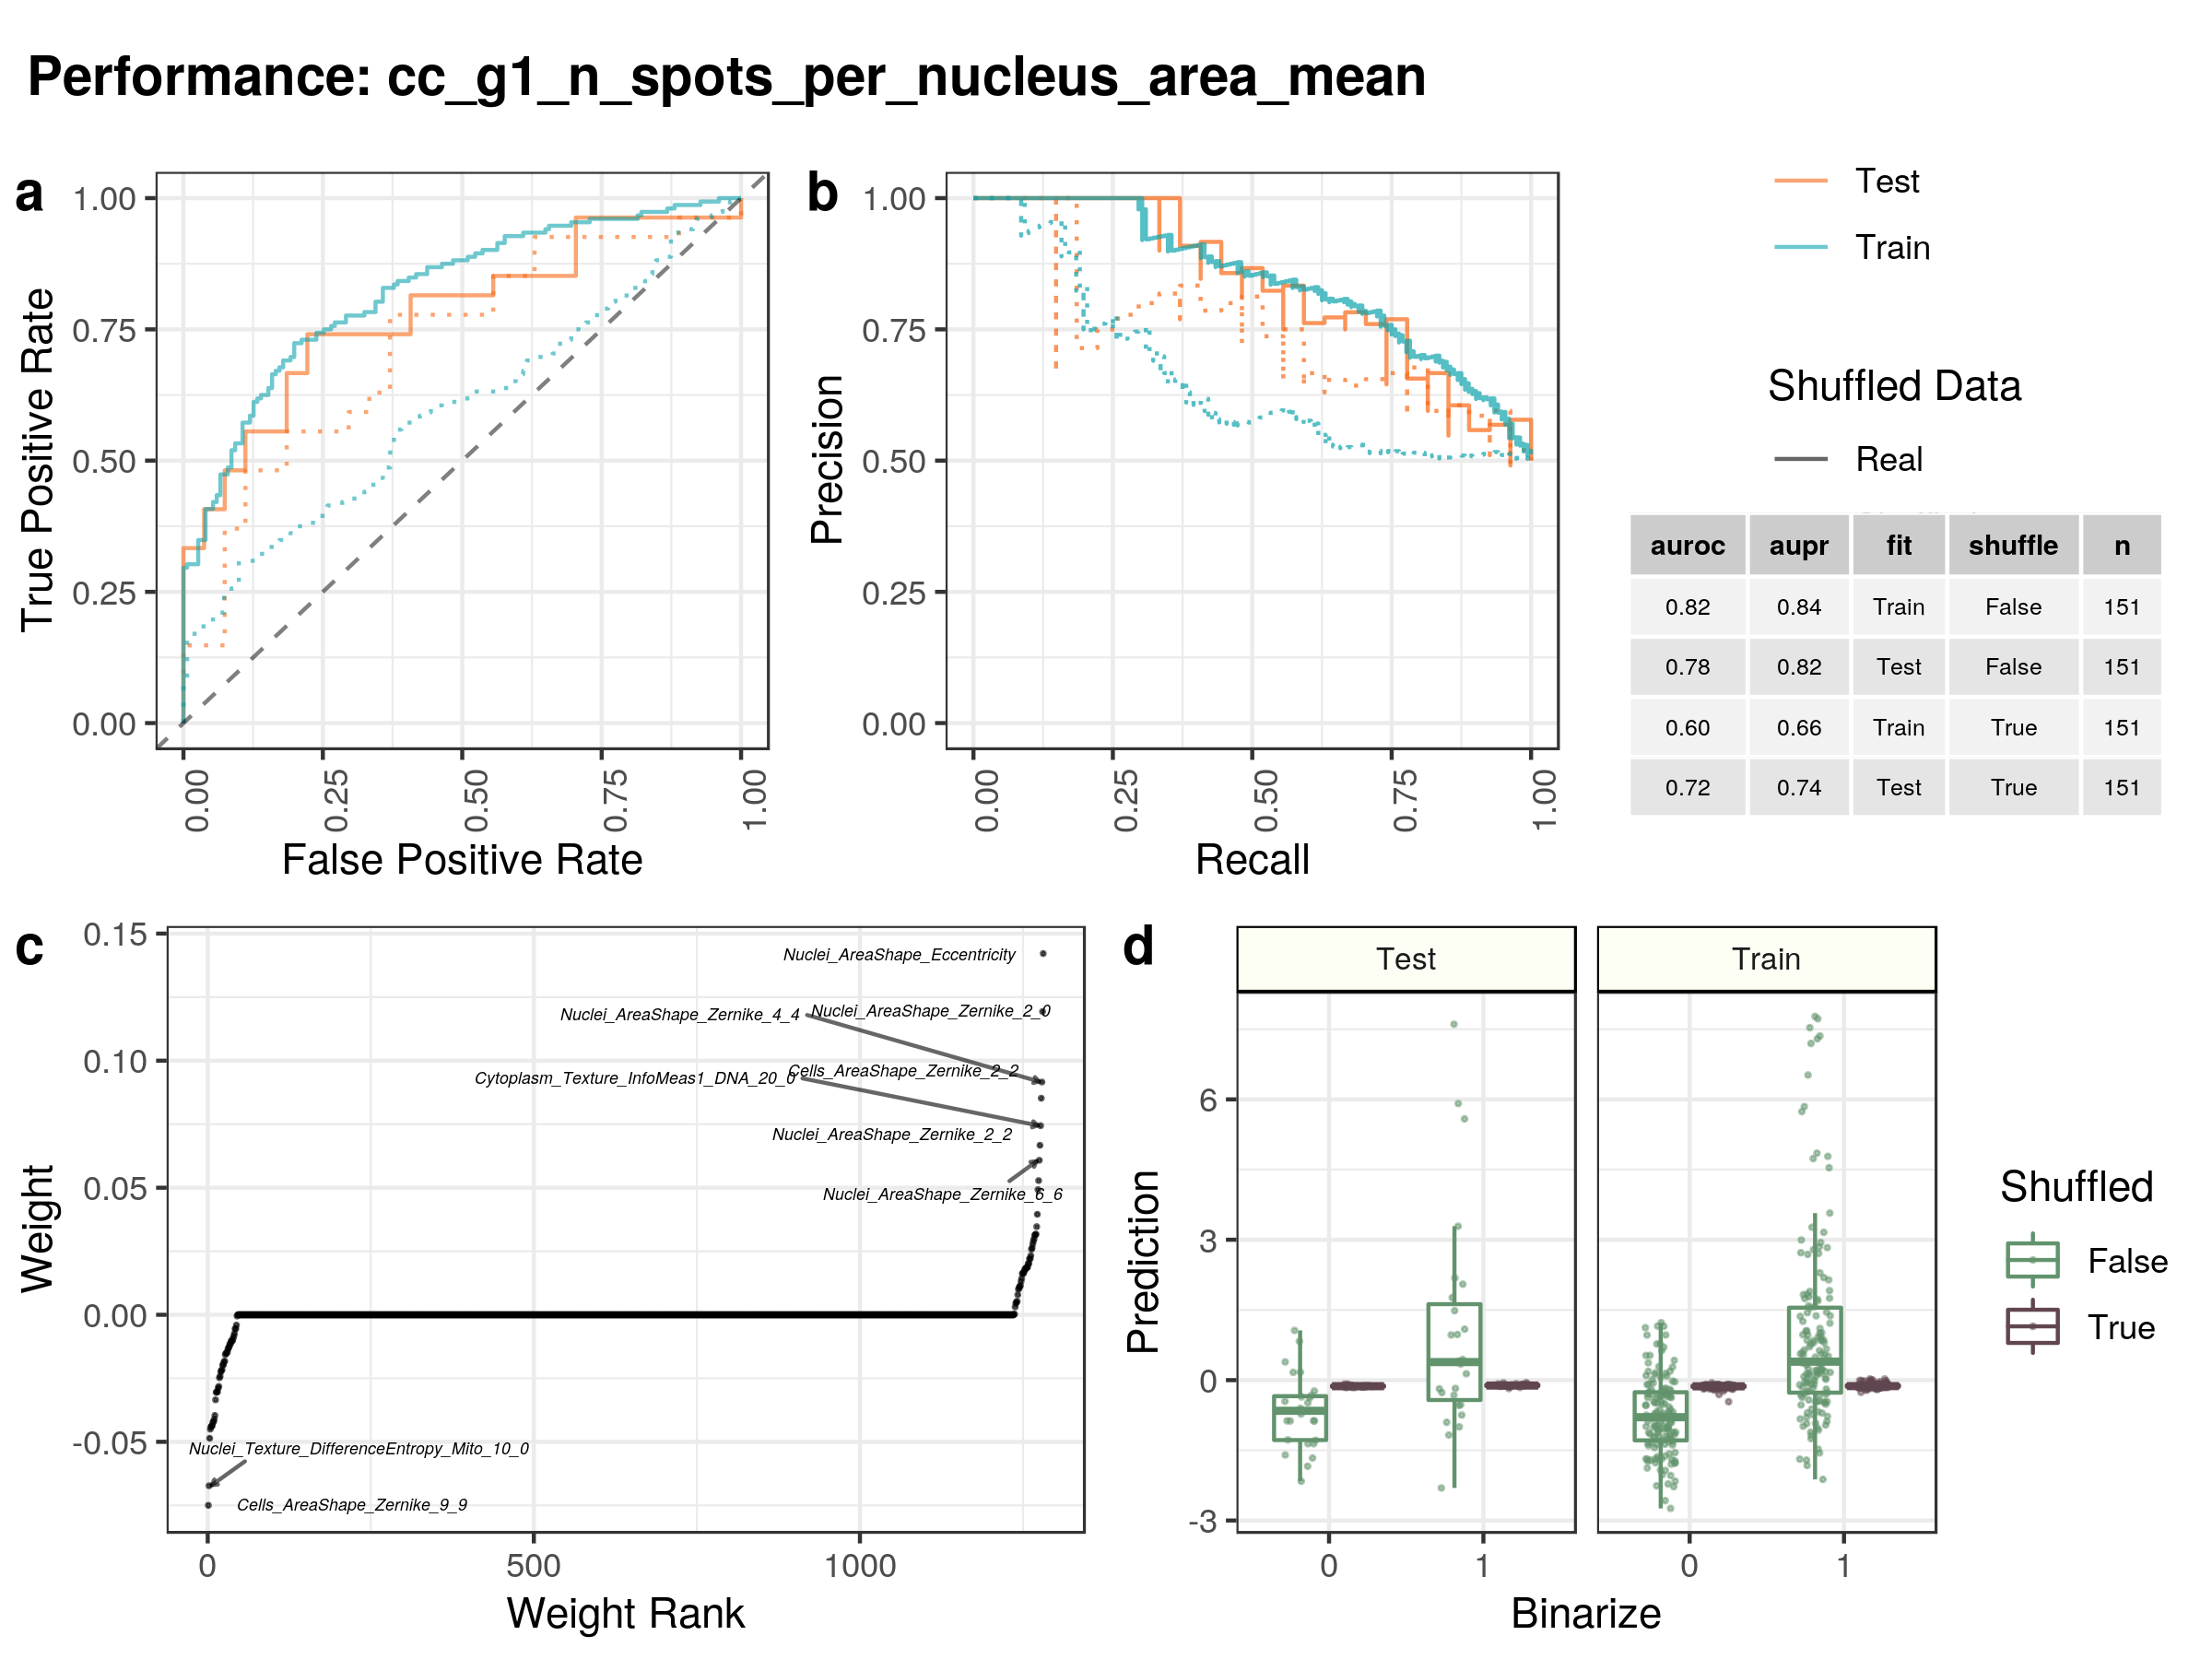 Performance: cc_g1_n_spots_per_nucleus_area_mean
a
1.00
0.75
0.50
0.25
0.00
True Positive Rate
0.00
0.25
0.50
0.75
1.00
False Positive Rate
b
1.00
0.75
0.50
0.25
0.00
Precision
0.00
0.25
0.50
0.75
1.00
Recall
Test
Train
Shuffled Data
Real
auroc aupr fit shuffle n
0.82 0.84 Train False 151
0.78 0.82 Test False 151
0.60 0.66 Train True 151
0.72 0.74 Test True 151
c
0.15
0.10
0.05
0.00
-0.05
Weight
Nuclei_AreaShape_Eccentricity
Nuclei_AreaShape_Zernike_2_0
Nuclei_AreaShape_Zernike_4_4
Cells_AreaShape_Zernike_2_2
Cytoplasm_Texture_InfoMeas1_DNA_20_0
Nuclei_AreaShape_Zernike_2_2
Nuclei_AreaShape_Zernike_6_6
Nuclei_Texture_DifferenceEntropy_Mito_10_0
Cells_AreaShape_Zernike_9_9
0
500
1000
Weight Rank
d
Test
Train
6
3
0
-3
Prediction
0
1
0
1
Binarize
Shuffled
False
True